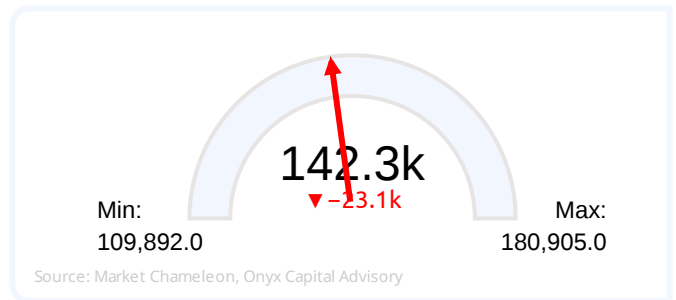 142.3k
▼−23.1k
Min:
109,892.0
Max:
180,905.0
Source: Market Chameleon, Onyx Capital Advisory